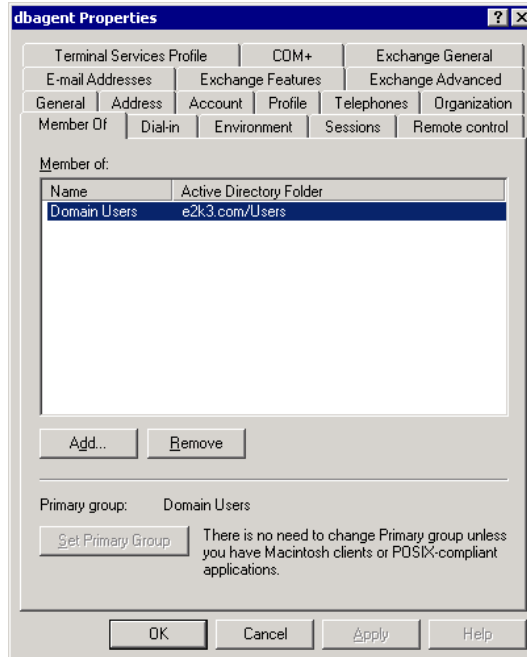 dbagent Properties
Terminal Services Profile COM+ Exchange General
E-mail Addresses Exchange Features Exchange Advanced
General Address Account Profile Telephones Organization
Member Of Dial-in Environment Sessions Remote control
Member of:
Name Active Directory Folder
Domain Users e2k3.com/Users
Add... Remove
Primary group: Domain Users
Set Primary Group There is no need to change Primary group unless
you have Macintosh clients or POSIX-compliant
applications.
OK Cancel Apply Help